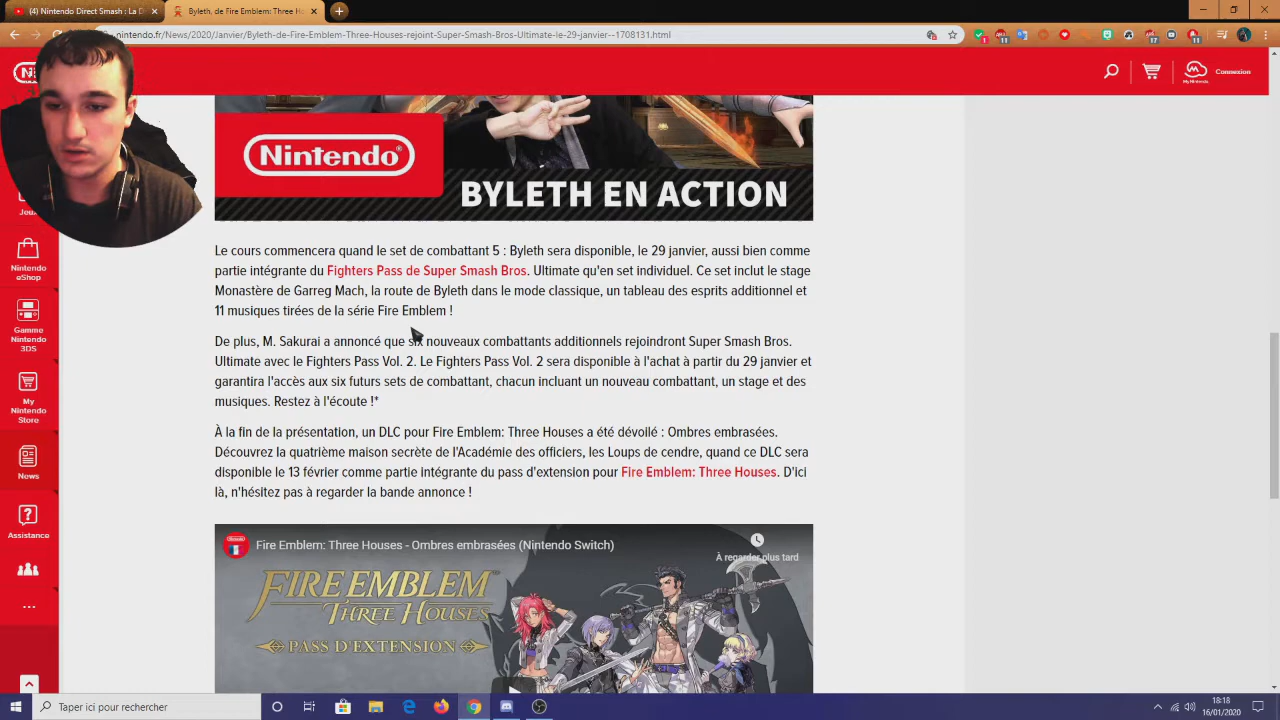 (4) Nintendo Direct Smash : La D
Byleth, de Fire Emblem: Three Ho
nintendo.fr/News/2020/Janvier/Byleth-de-Fire-Emblem-Three-Houses-rejoint-Super-Smash-Bros-Ultimate-le-29-janvier--1708131.html
My Nintendo
Connexion
Nintendo
BYLETH EN ACTION
Jeux
Nintendo
eShop
Gamme
Nintendo
3DS
My
Nintendo
Store
News
Assistance
Le cours commencera quand le set de combattant 5 : Byleth sera disponible, le 29 janvier, aussi bien comme
partie intégrante du Fighters Pass de Super Smash Bros. Ultimate qu'en set individuel. Ce set inclut le stage
Monastère de Garreg Mach, la route de Byleth dans le mode classique, un tableau des esprits additionnel et
11 musiques tirées de la série Fire Emblem !
De plus, M. Sakurai a annoncé que six nouveaux combattants additionnels rejoindront Super Smash Bros.
Ultimate avec le Fighters Pass Vol. 2. Le Fighters Pass Vol. 2 sera disponible à l'achat à partir du 29 janvier et
garantira l'accès aux six futurs sets de combattant, chacun incluant un nouveau combattant, un stage et des
musiques. Restez à l'écoute !*
À la fin de la présentation, un DLC pour Fire Emblem: Three Houses a été dévoilé : Ombres embrasées.
Découvrez la quatrième maison secrète de l'Académie des officiers, les Loups de cendre, quand ce DLC sera
disponible le 13 février comme partie intégrante du pass d'extension pour Fire Emblem: Three Houses. D'ici
là, n'hésitez pas à regarder la bande annonce !
Fire Emblem: Three Houses - Ombres embrasées (Nintendo Switch)
À regarder plus tard
FIRE EMBLEM
THREE HOUSES
PASS D'EXTENSION
Taper ici pour rechercher
18:18
16/01/2020